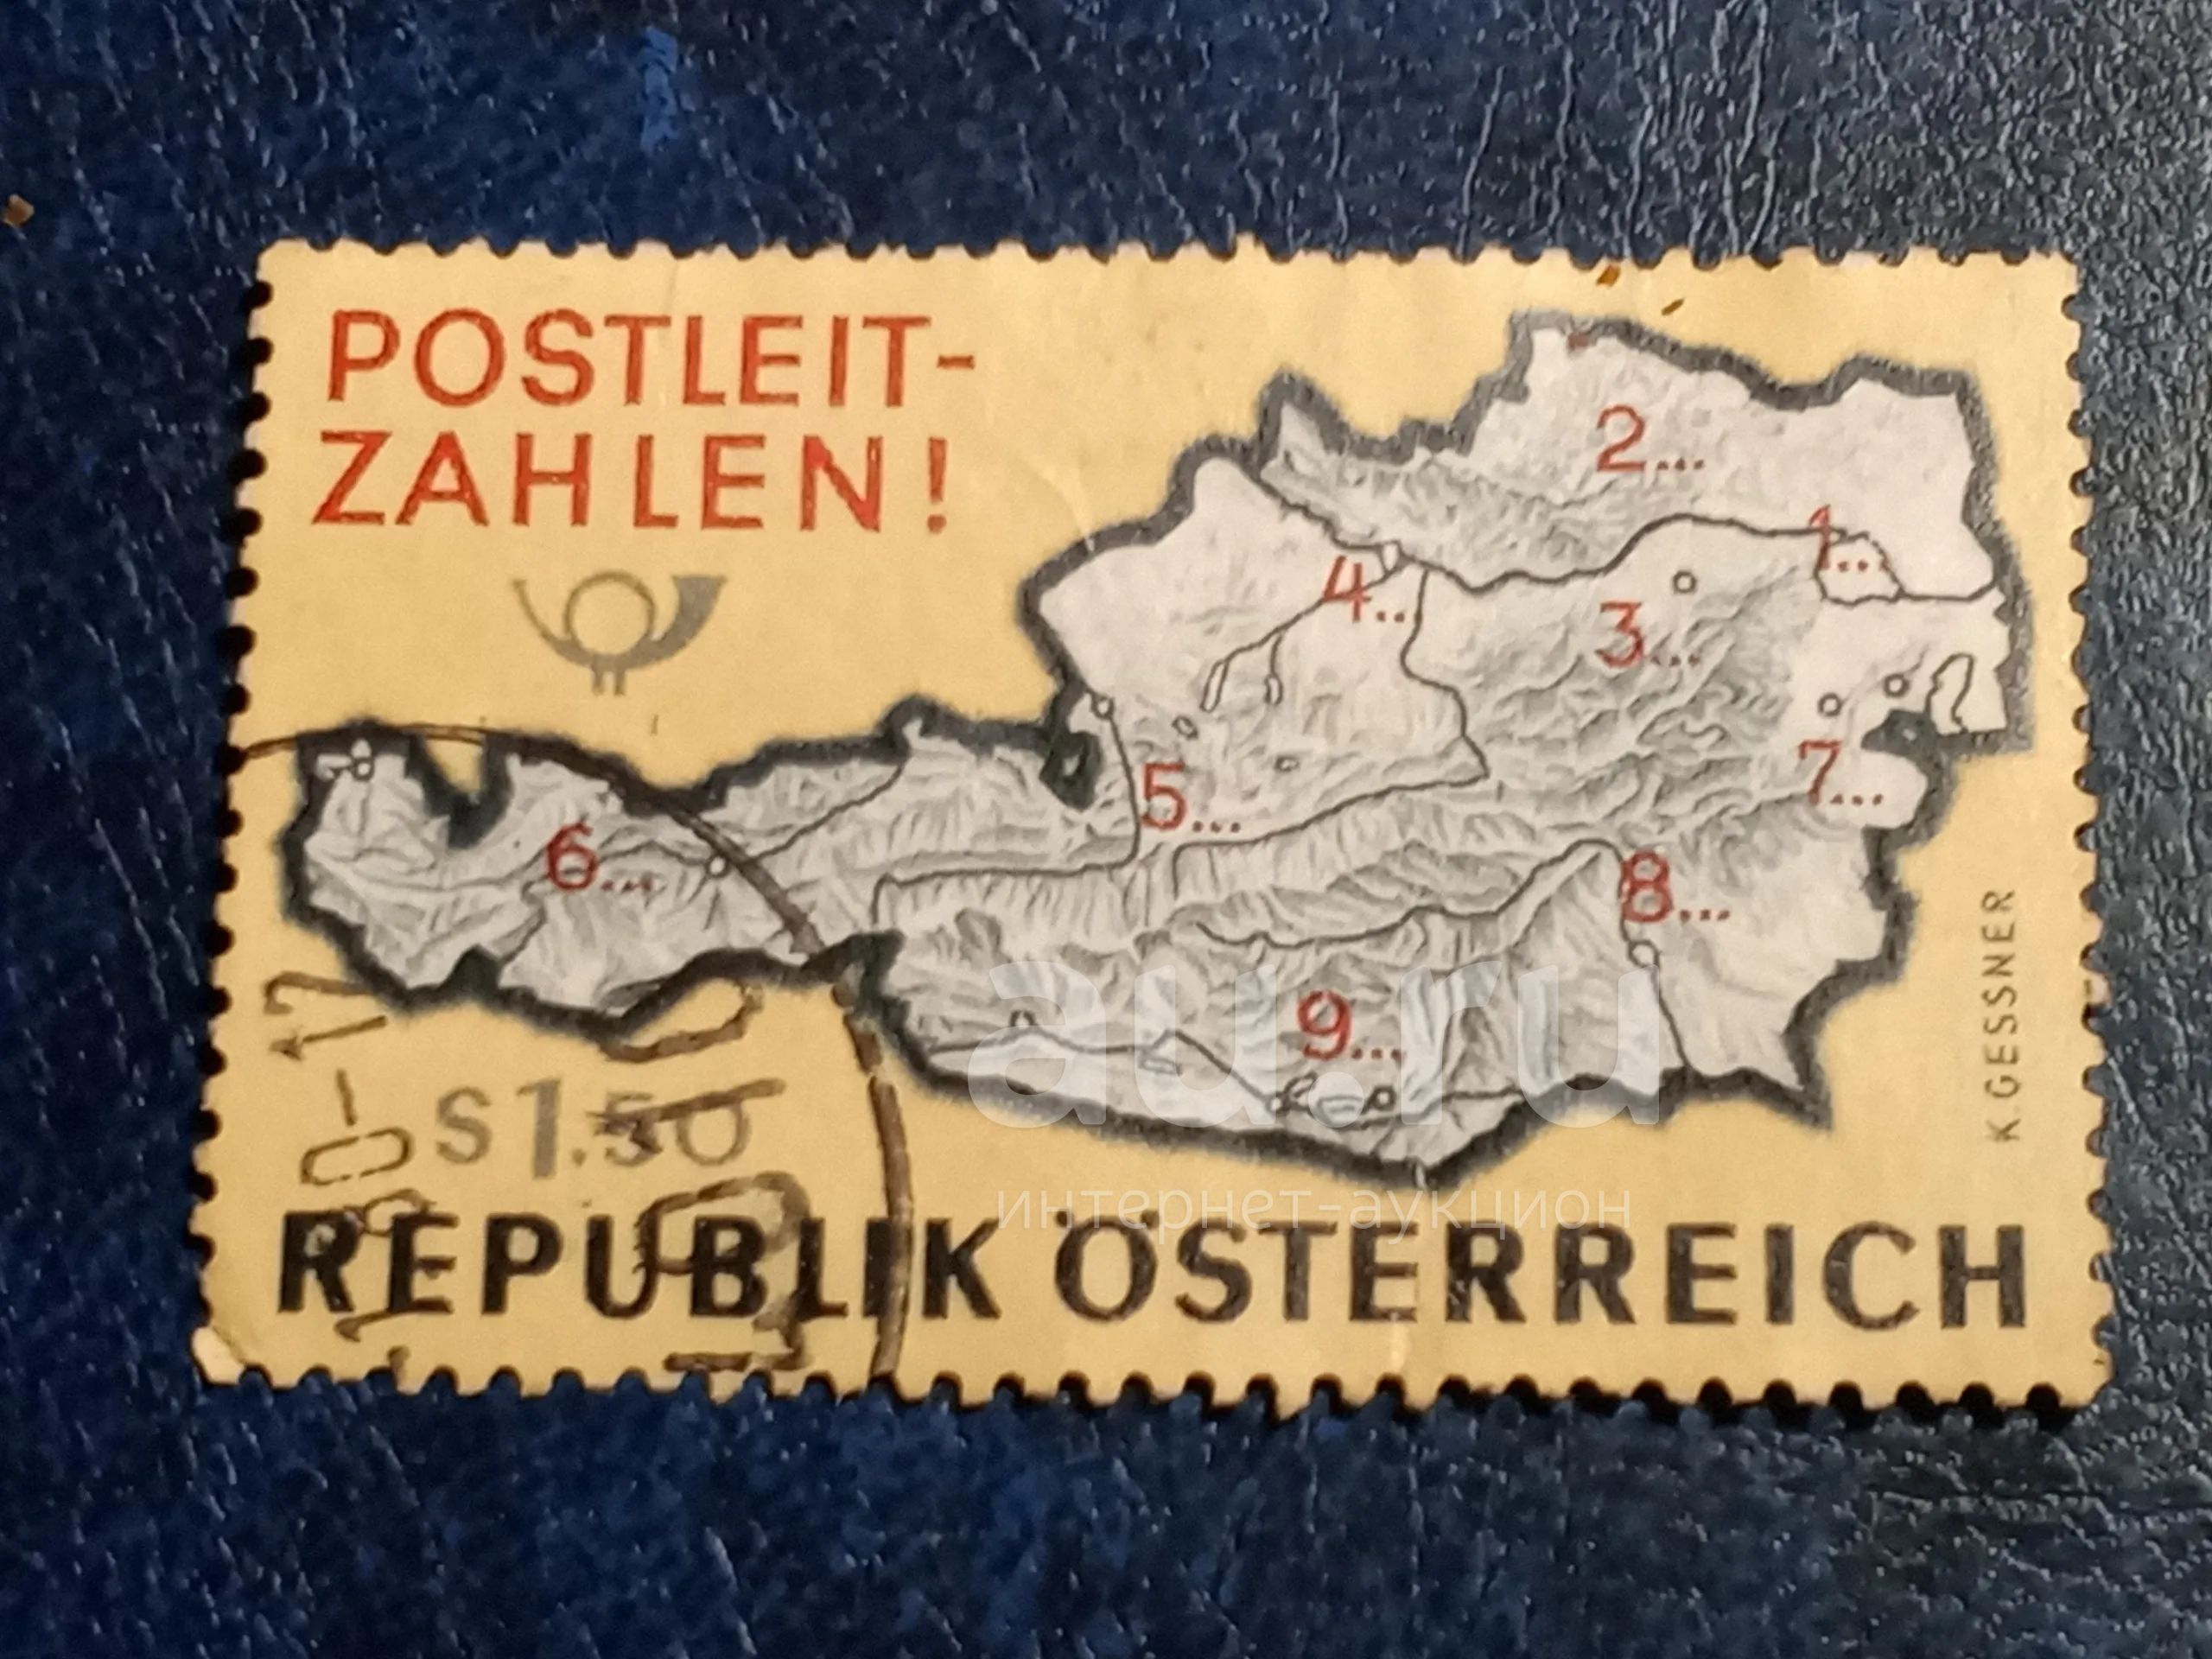 POSTLEIT-
ZAHLEN!
2...
1...
4...
3...
7...
5...
6...
8...
9...
K.GESSNER
S1.50
REPUBLIK ÖSTERREICH
au.ru
интернет-аукцион